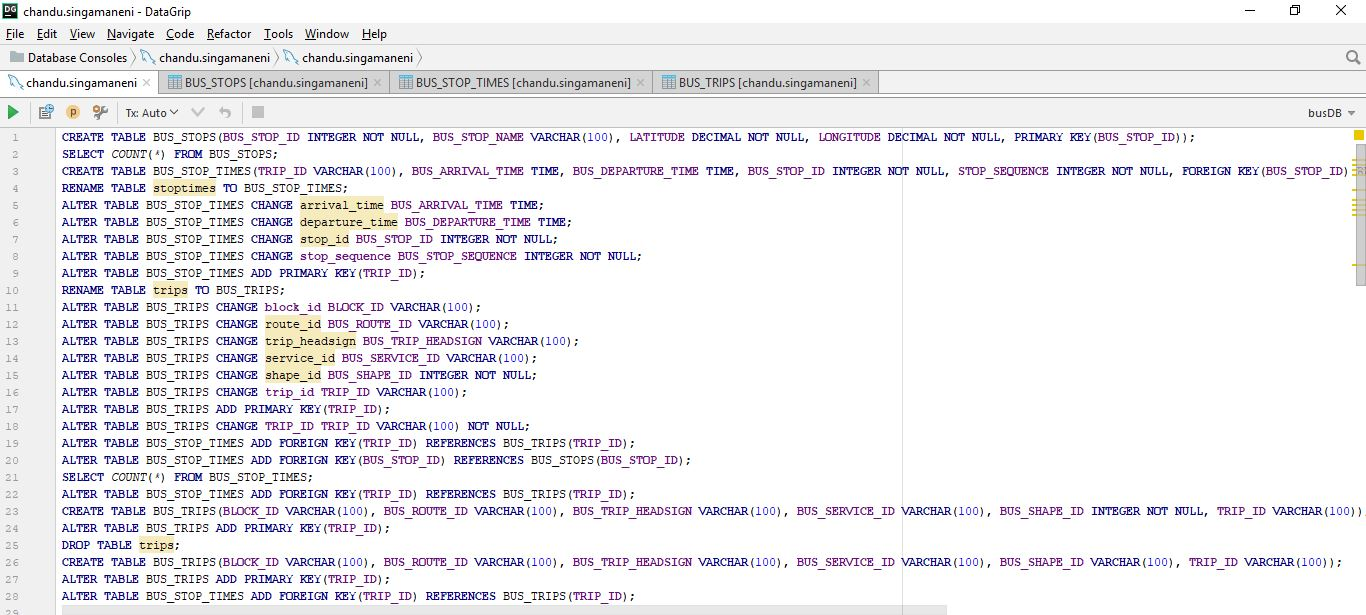 DG chandu.singamaneni - DataGrip
File Edit View Navigate Code Refactor Tools Window Help
Database Consoles chandu.singamaneni chandu.singamaneni
chandu.singamaneni BUS_STOPS [chandu.singamaneni] BUS_STOP_TIMES [chandu.singamaneni] BUS_TRIPS [chandu.singamaneni]
p Tx: Auto busDB
1 CREATE TABLE BUS_STOPS(BUS_STOP_ID INTEGER NOT NULL, BUS_STOP_NAME VARCHAR(100), LATITUDE DECIMAL NOT NULL, LONGITUDE DECIMAL NOT NULL, PRIMARY KEY(BUS_STOP_ID));
2 SELECT COUNT(*) FROM BUS_STOPS;
3 CREATE TABLE BUS_STOP_TIMES(TRIP_ID VARCHAR(100), BUS_ARRIVAL_TIME TIME, BUS_DEPARTURE_TIME TIME, BUS_STOP_ID INTEGER NOT NULL, STOP_SEQUENCE INTEGER NOT NULL, FOREIGN KEY(BUS_STOP_ID)
4 RENAME TABLE stoptimes TO BUS_STOP_TIMES;
5 ALTER TABLE BUS_STOP_TIMES CHANGE arrival_time BUS_ARRIVAL_TIME TIME;
6 ALTER TABLE BUS_STOP_TIMES CHANGE departure_time BUS_DEPARTURE_TIME TIME;
7 ALTER TABLE BUS_STOP_TIMES CHANGE stop_id BUS_STOP_ID INTEGER NOT NULL;
8 ALTER TABLE BUS_STOP_TIMES CHANGE stop_sequence BUS_STOP_SEQUENCE INTEGER NOT NULL;
9 ALTER TABLE BUS_STOP_TIMES ADD PRIMARY KEY(TRIP_ID);
10 RENAME TABLE trips TO BUS_TRIPS;
11 ALTER TABLE BUS_TRIPS CHANGE block_id BLOCK_ID VARCHAR(100);
12 ALTER TABLE BUS_TRIPS CHANGE route_id BUS_ROUTE_ID VARCHAR(100);
13 ALTER TABLE BUS_TRIPS CHANGE trip_headsign BUS_TRIP_HEADSIGN VARCHAR(100);
14 ALTER TABLE BUS_TRIPS CHANGE service_id BUS_SERVICE_ID VARCHAR(100);
15 ALTER TABLE BUS_TRIPS CHANGE shape_id BUS_SHAPE_ID INTEGER NOT NULL;
16 ALTER TABLE BUS_TRIPS CHANGE trip_id TRIP_ID VARCHAR(100);
17 ALTER TABLE BUS_TRIPS ADD PRIMARY KEY(TRIP_ID);
18 ALTER TABLE BUS_TRIPS CHANGE TRIP_ID TRIP_ID VARCHAR(100) NOT NULL;
19 ALTER TABLE BUS_STOP_TIMES ADD FOREIGN KEY(TRIP_ID) REFERENCES BUS_TRIPS(TRIP_ID);
20 ALTER TABLE BUS_STOP_TIMES ADD FOREIGN KEY(BUS_STOP_ID) REFERENCES BUS_STOPS(BUS_STOP_ID);
21 SELECT COUNT(*) FROM BUS_STOP_TIMES;
22 ALTER TABLE BUS_STOP_TIMES ADD FOREIGN KEY(TRIP_ID) REFERENCES BUS_TRIPS(TRIP_ID);
23 CREATE TABLE BUS_TRIPS(BLOCK_ID VARCHAR(100), BUS_ROUTE_ID VARCHAR(100), BUS_TRIP_HEADSIGN VARCHAR(100), BUS_SERVICE_ID VARCHAR(100), BUS_SHAPE_ID INTEGER NOT NULL, TRIP_ID VARCHAR(100))
24 ALTER TABLE BUS_TRIPS ADD PRIMARY KEY(TRIP_ID);
25 DROP TABLE trips;
26 CREATE TABLE BUS_TRIPS(BLOCK_ID VARCHAR(100), BUS_ROUTE_ID VARCHAR(100), BUS_TRIP_HEADSIGN VARCHAR(100), BUS_SERVICE_ID VARCHAR(100), BUS_SHAPE_ID VARCHAR(100), TRIP_ID VARCHAR(100));
27 ALTER TABLE BUS_TRIPS ADD PRIMARY KEY(TRIP_ID);
28 ALTER TABLE BUS_STOP_TIMES ADD FOREIGN KEY(TRIP_ID) REFERENCES BUS_TRIPS(TRIP_ID);
29